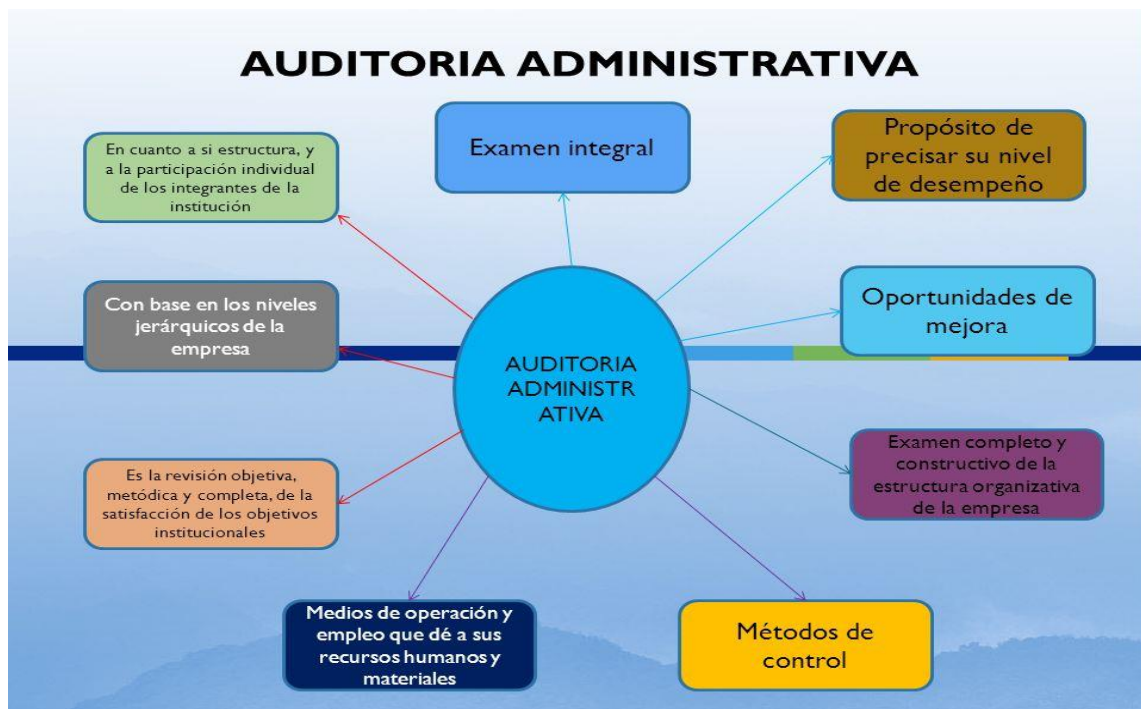 AUDITORIA ADMINISTRATIVA
En cuanto a si estructura, y
a la participación individual
de los integrantes de la
institución
Examen integral
Propósito de
precisar su nivel
de desempeño
Con base en los niveles
jerárquicos de la
empresa
Oportunidades de
mejora
AUDITORIA
ADMINISTR
ATIVA
Es la revisión objetiva,
metódica y completa, de la
satisfacción de los objetivos
institucionales
Examen completo y
constructivo de la
estructura organizativa
de la empresa
Medios de operación y
empleo que dé a sus
recursos humanos y
materiales
Métodos de
control